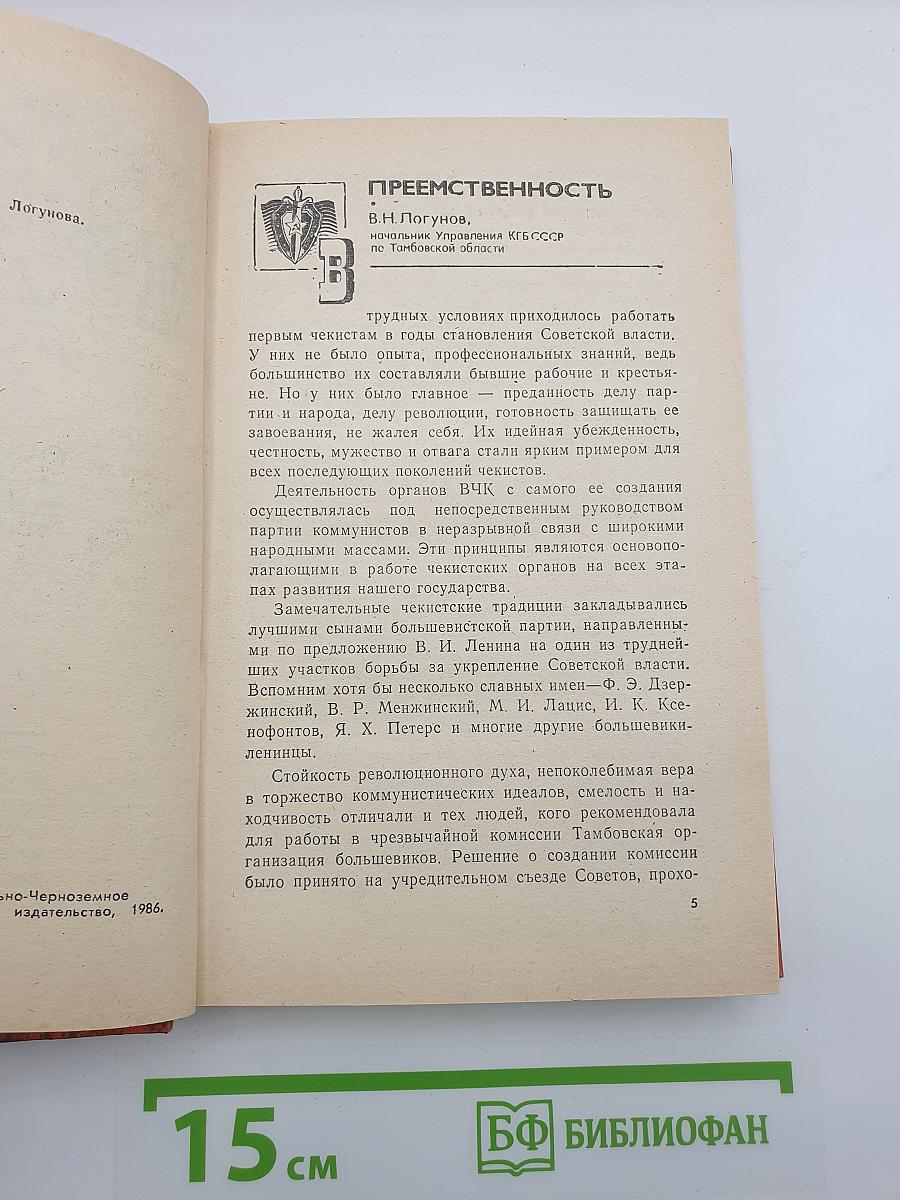 Логунова.
ьно-Черноземное
издательство, 1986.
ПРЕЕМСТВЕННОСТЬ
В.Н. Логунов,
начальник Управления КГБ СССР
по Тамбовской области
В
трудных условиях приходилось работать
первым чекистам в годы становления Советской власти.
У них не было опыта, профессиональных знаний, ведь
большинство их составляли бывшие рабочие и крестья-
не. Но у них было главное — преданность делу пар-
тии и народа, делу революции, готовность защищать ее
завоевания, не жалея себя. Их идейная убежденность,
честность, мужество и отвага стали ярким примером для
всех последующих поколений чекистов.
Деятельность органов ВЧК с самого ее создания
осуществлялась под непосредственным руководством
партии коммунистов в неразрывной связи с широкими
народными массами. Эти принципы являются основопо-
лагающими в работе чекистских органов на всех эта-
пах развития нашего государства.
Замечательные чекистские традиции закладывались
лучшими сынами большевистской партии, направленны-
ми по предложению В. И. Ленина на один из трудней-
ших участков борьбы за укрепление Советской власти.
Вспомним хотя бы несколько славных имен—Ф. Э. Дзер-
жинский, В. Р. Менжинский, М. И. Лацис, И. К. Ксе-
нофонтов, Я. Х. Петерс и многие другие большевики-
ленинцы.
Стойкость революционного духа, непоколебимая вера
в торжество коммунистических идеалов, смелость и на-
ходчивость отличали и тех людей, кого рекомендовала
для работы в чрезвычайной комиссии Тамбовская ор-
ганизация большевиков. Решение о создании комиссии
было принято на учредительном съезде Советов, прохо-
5
15 см
БФ БИБЛИОФАН